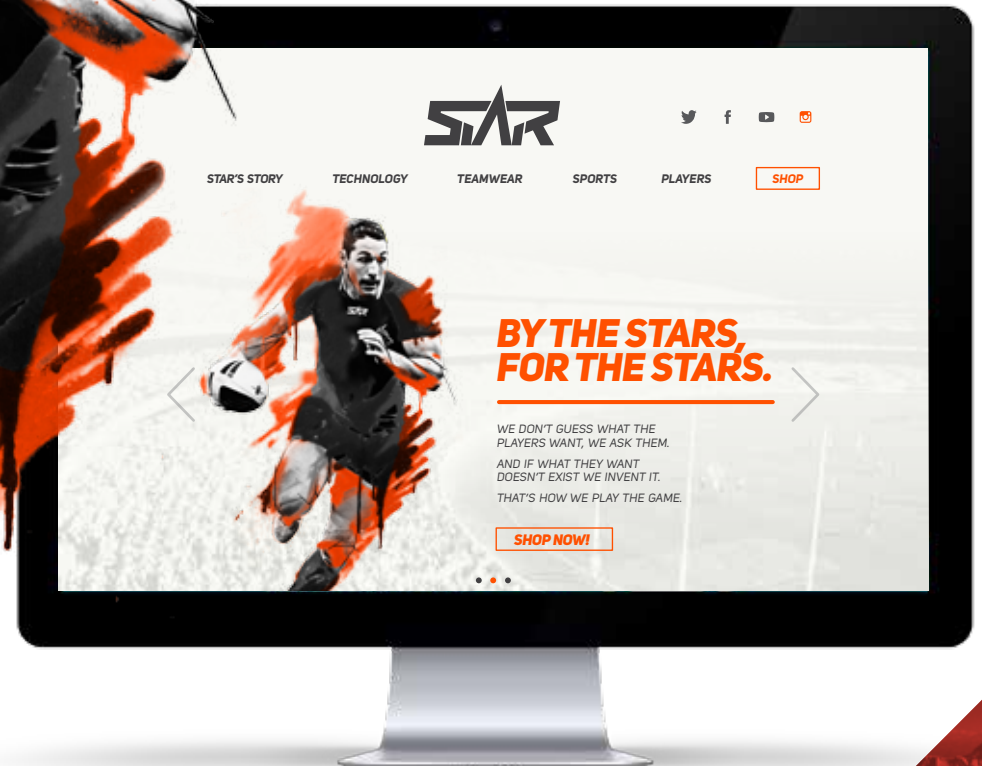 STAR
STAR'S STORY
TECHNOLOGY
TEAMWEAR
SPORTS
PLAYERS
SHOP
BY THE STARS,
FOR THE STARS.
WE DON'T GUESS WHAT THE
PLAYERS WANT, WE ASK THEM.
AND IF WHAT THEY WANT
DOESN'T EXIST WE INVENT IT.
THAT'S HOW WE PLAY THE GAME.
SHOP NOW!